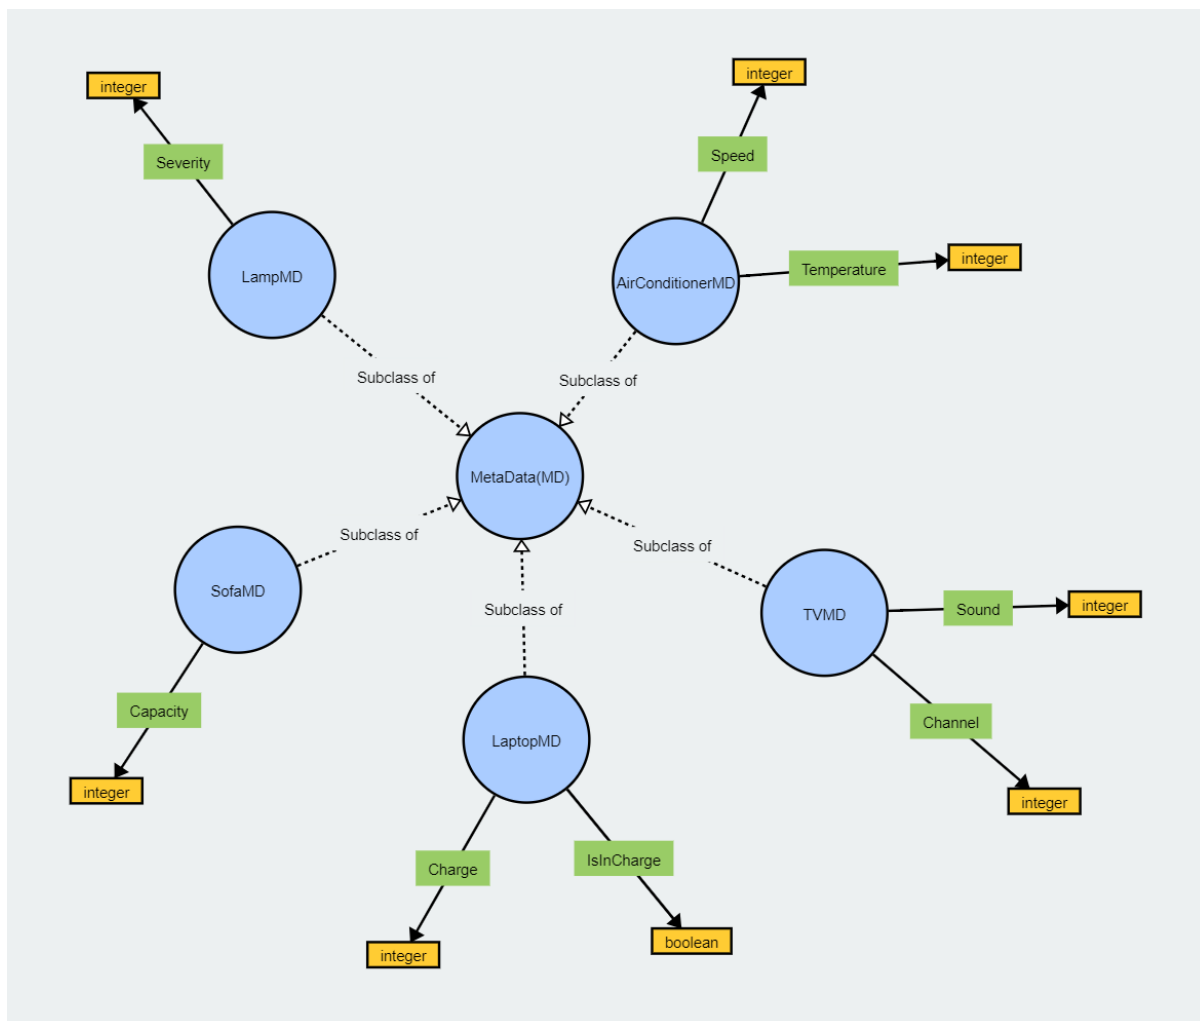 integer
integer
Severity
Speed
LampMD
AirConditionerMD
Temperature
integer
Subclass of
Subclass of
MetaData(MD)
Subclass of
Subclass of
SofaMD
Subclass of
TVMD
Sound
integer
Capacity
LaptopMD
Channel
integer
integer
Charge
IsInCharge
integer
boolean